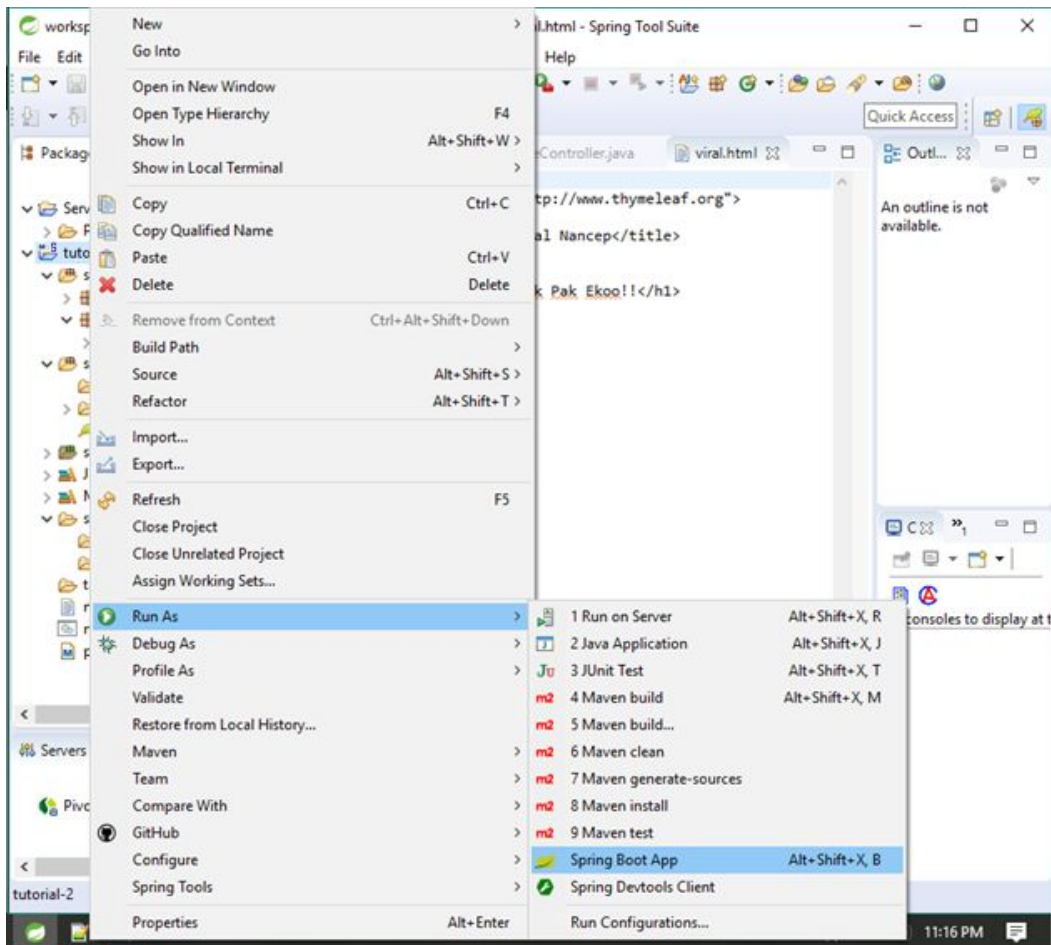 worksp
l.html - Spring Tool Suite
File Edit
Help
Quick Access
Packag
eController.java
viral.html
Outl...
An outline is not
available.
Serv
tuto
tp://www.thymeleaf.org">
al Nancep</title>
k Pak Ekoo!!</h1>
New
Go Into
Open in New Window
Open Type Hierarchy F4
Show In Alt+Shift+W >
Show in Local Terminal
Copy Ctrl+C
Copy Qualified Name
Paste Ctrl+V
Delete Delete
Remove from Context Ctrl+Alt+Shift+Down
Build Path
Source Alt+Shift+S >
Refactor Alt+Shift+T >
Import...
Export...
Refresh F5
Close Project
Close Unrelated Project
Assign Working Sets...
Run As
Debug As
Profile As
Validate
Restore from Local History...
Maven
Team
Compare With
GitHub
Configure
Spring Tools
Properties Alt+Enter
1 Run on Server Alt+Shift+X, R
2 Java Application Alt+Shift+X, J
3 JUnit Test Alt+Shift+X, T
m2 4 Maven build Alt+Shift+X, M
m2 5 Maven build...
m2 6 Maven clean
m2 7 Maven generate-sources
m2 8 Maven install
m2 9 Maven test
Spring Boot App Alt+Shift+X, B
Spring Devtools Client
Run Configurations...
consoles to display at t
Servers
Pivo
tutorial-2
11:16 PM